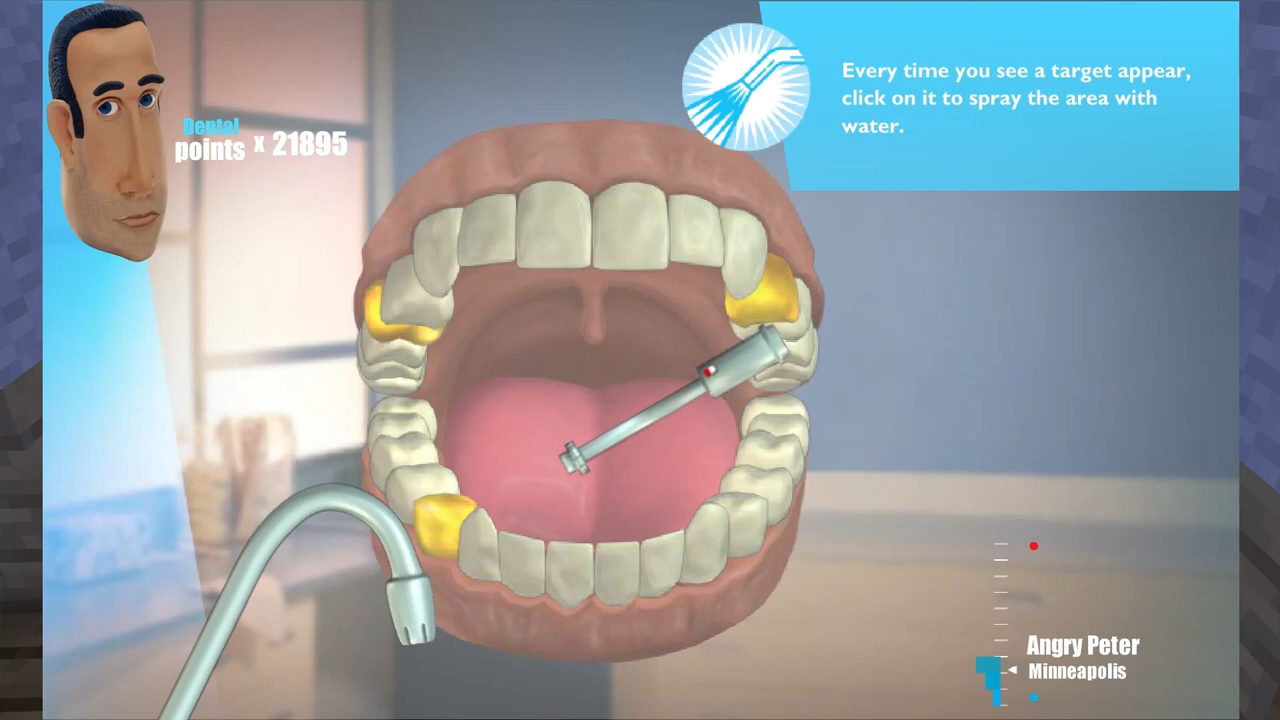 Every time you see a target appear,
click on it to spray the area with
water.
Dental
points x 21895
Angry Peter
Minneapolis